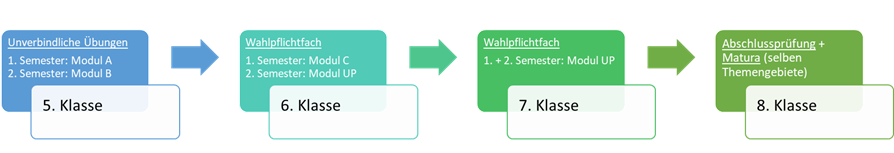 Unverbindliche Übungen
1. Semester: Modul A
2. Semester: Modul B
5. Klasse
Wahlpflichtfach
1. Semester: Modul C
2. Semester: Modul UP
6. Klasse
Wahlpflichtfach
1. + 2. Semester: Modul UP
7. Klasse
Abschlussprüfung +
Matura (selben
Themengebiete)
8. Klasse